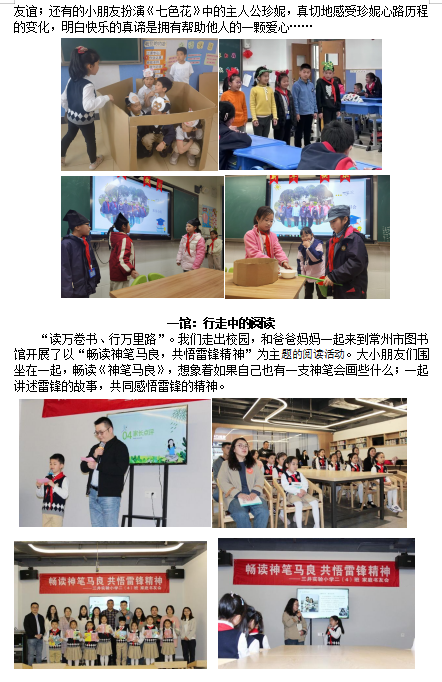 友谊；还有的小朋友扮演《七色花》中的主人公珍妮，真切地感受珍妮心路历程
的变化，明白快乐的真谛是拥有帮助他人的一颗爱心……
一馆：行走中的阅读
“读万卷书、行万里路”。我们走出校园，和爸爸妈妈一起来到常州市图书
馆开展了以“畅读神笔马良，共悟雷锋精神”为主题的阅读活动。大小朋友们围
坐在一起，畅读《神笔马良》，想象着如果自己也有一支神笔会画些什么；一起
讲述雷锋的故事，共同感悟雷锋的精神。
04
畅读神笔马良 共悟雷锋精神
畅读神笔马良 共悟雷锋精神